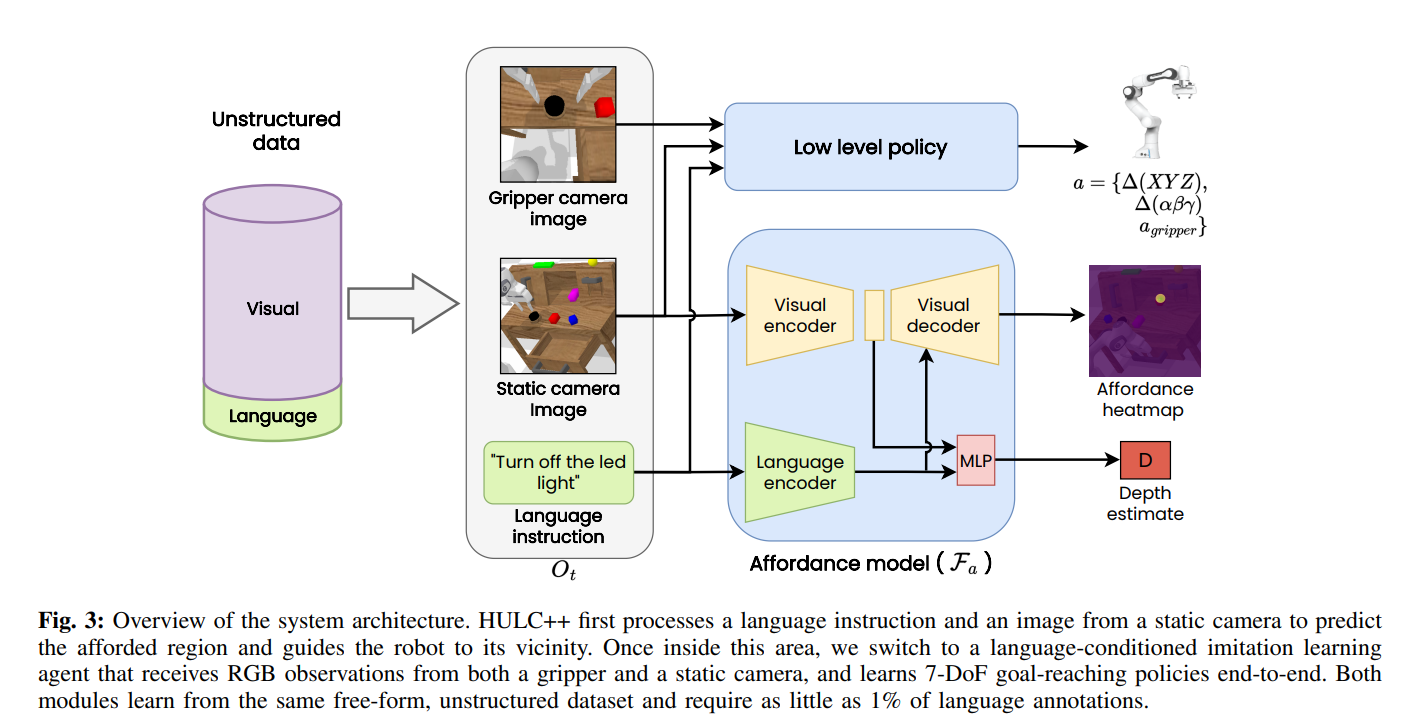 Unstructured
data
Visual
Language
Gripper camera
image
Static camera
Image
"Turn off the led
light"
Language
instruction
Oₜ
Low level policy
a = {Δ(XYZ),
Δ(αβγ)
a_gripper}
Visual
encoder
Visual
decoder
Language
encoder
MLP
Affordance model (ℱₐ)
Affordance
heatmap
D
Depth
estimate
Fig. 3: Overview of the system architecture. HULC++ first processes a language instruction and an image from a static camera to predict
the afforded region and guides the robot to its vicinity. Once inside this area, we switch to a language-conditioned imitation learning
agent that receives RGB observations from both a gripper and a static camera, and learns 7-DoF goal-reaching policies end-to-end. Both
modules learn from the same free-form, unstructured dataset and require as little as 1% of language annotations.